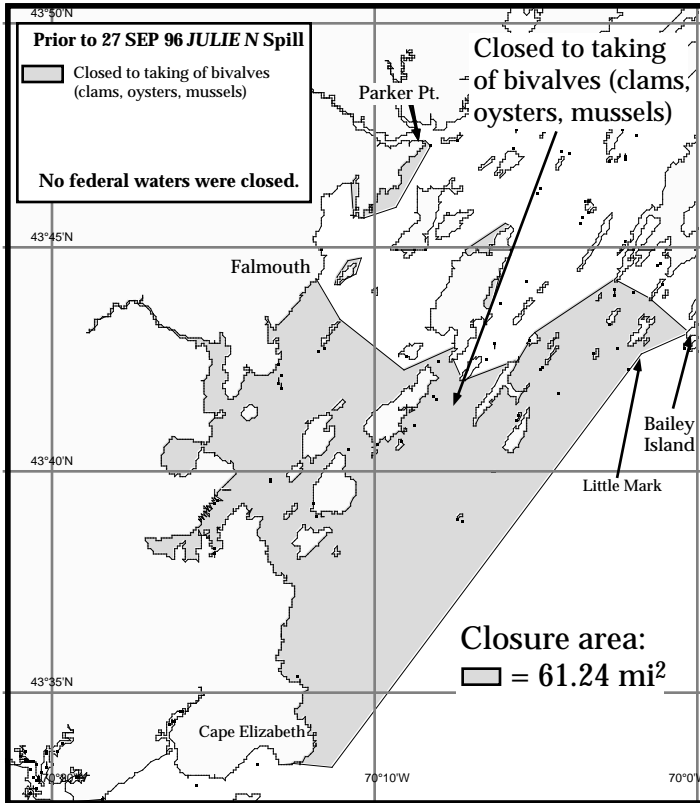 43°50'N
Prior to 27 SEP 96 JULIE N Spill
Closed to taking of bivalves
(clams, oysters, mussels)
No federal waters were closed.
Closed to taking
of bivalves (clams,
oysters, mussels)
Parker Pt.
43°45'N
Falmouth
Bailey
Island
43°40'N
Little Mark
Closure area:
= 61.24 mi²
43°35'N
Cape Elizabeth
70°10'W